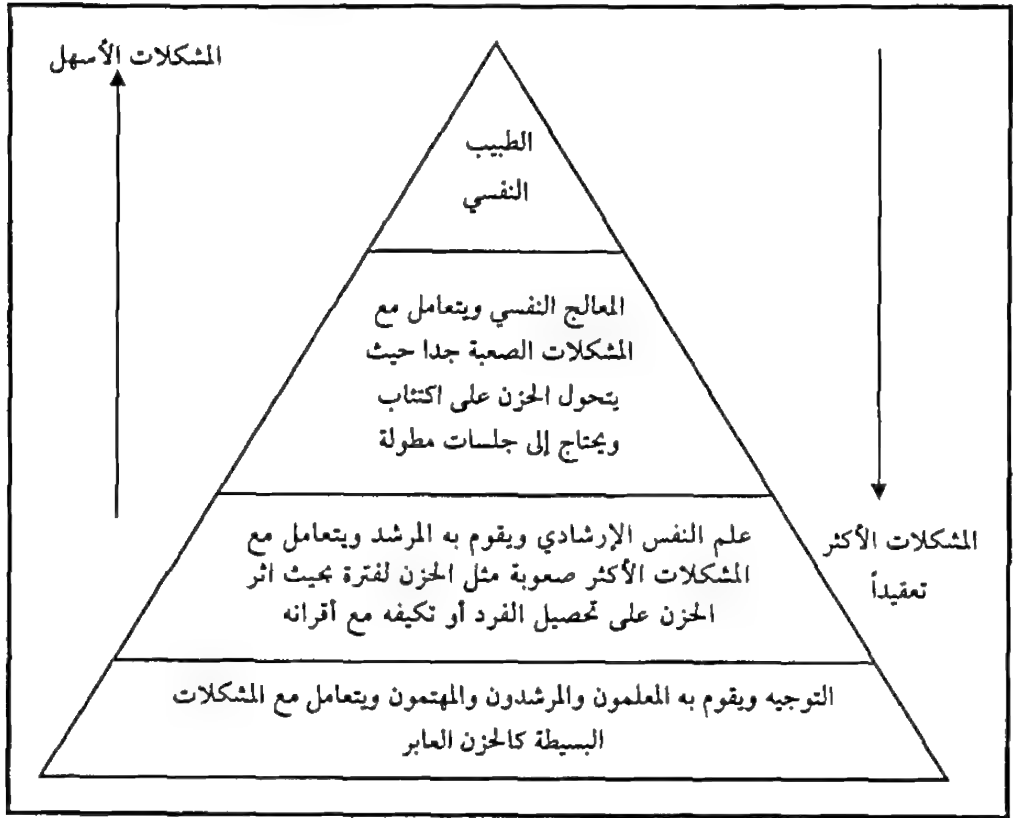 المشكلات الأسهل
الطبيب
النفسي
المعالج النفسي ويتعامل مع
المشكلات الصعبة جدا حيث
يتحول الحزن على اكتئاب
ويحتاج إلى جلسات مطولة
علم النفس الإرشادي ويقوم به المرشد ويتعامل مع
المشكلات الأكثر صعوبة مثل الحزن لفترة بحيث اثر
الحزن على تحصيل الفرد أو تكيفه مع أقرانه
المشكلات الأكثر
تعقيداً
التوجيه ويقوم به المعلمون والمرشدون والمهتمون ويتعامل مع المشكلات
البسيطة كالحزن العابر